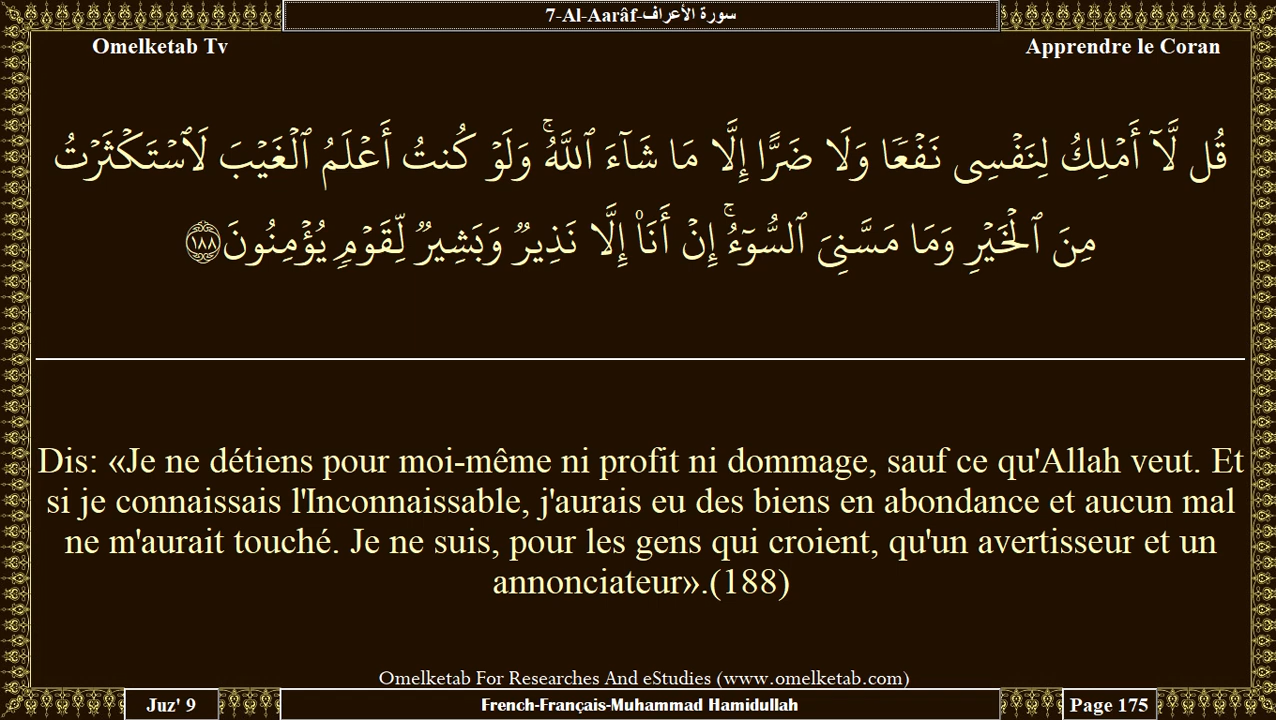 7-Al-Aarâf-سورة الأعراف
Omelketab Tv
Apprendre le Coran
قُل لَّآ أَمۡلِكُ لِنَفۡسِى نَفۡعًا وَلَا ضَرًّا إِلَّا مَا شَآءَ ٱللَّهُۚ وَلَوۡ كُنتُ أَعۡلَمُ ٱلۡغَيۡبَ لَٱسۡتَكۡثَرۡتُ
مِنَ ٱلۡخَيۡرِ وَمَا مَسَّنِىَ ٱلسُّوٓءُۚ إِنۡ أَنَا۠ إِلَّا نَذِيرٌ وَبَشِيرٌ لِّقَوۡمٍ يُؤۡمِنُونَ ١٨٨
Dis: «Je ne détiens pour moi-même ni profit ni dommage, sauf ce qu'Allah veut. Et
si je connaissais l'Inconnaissable, j'aurais eu des biens en abondance et aucun mal
ne m'aurait touché. Je ne suis, pour les gens qui croient, qu'un avertisseur et un
annonciateur».(188)
Omelketab For Researches And eStudies (www.omelketab.com)
Juz' 9
French-Français-Muhammad Hamidullah
Page 175